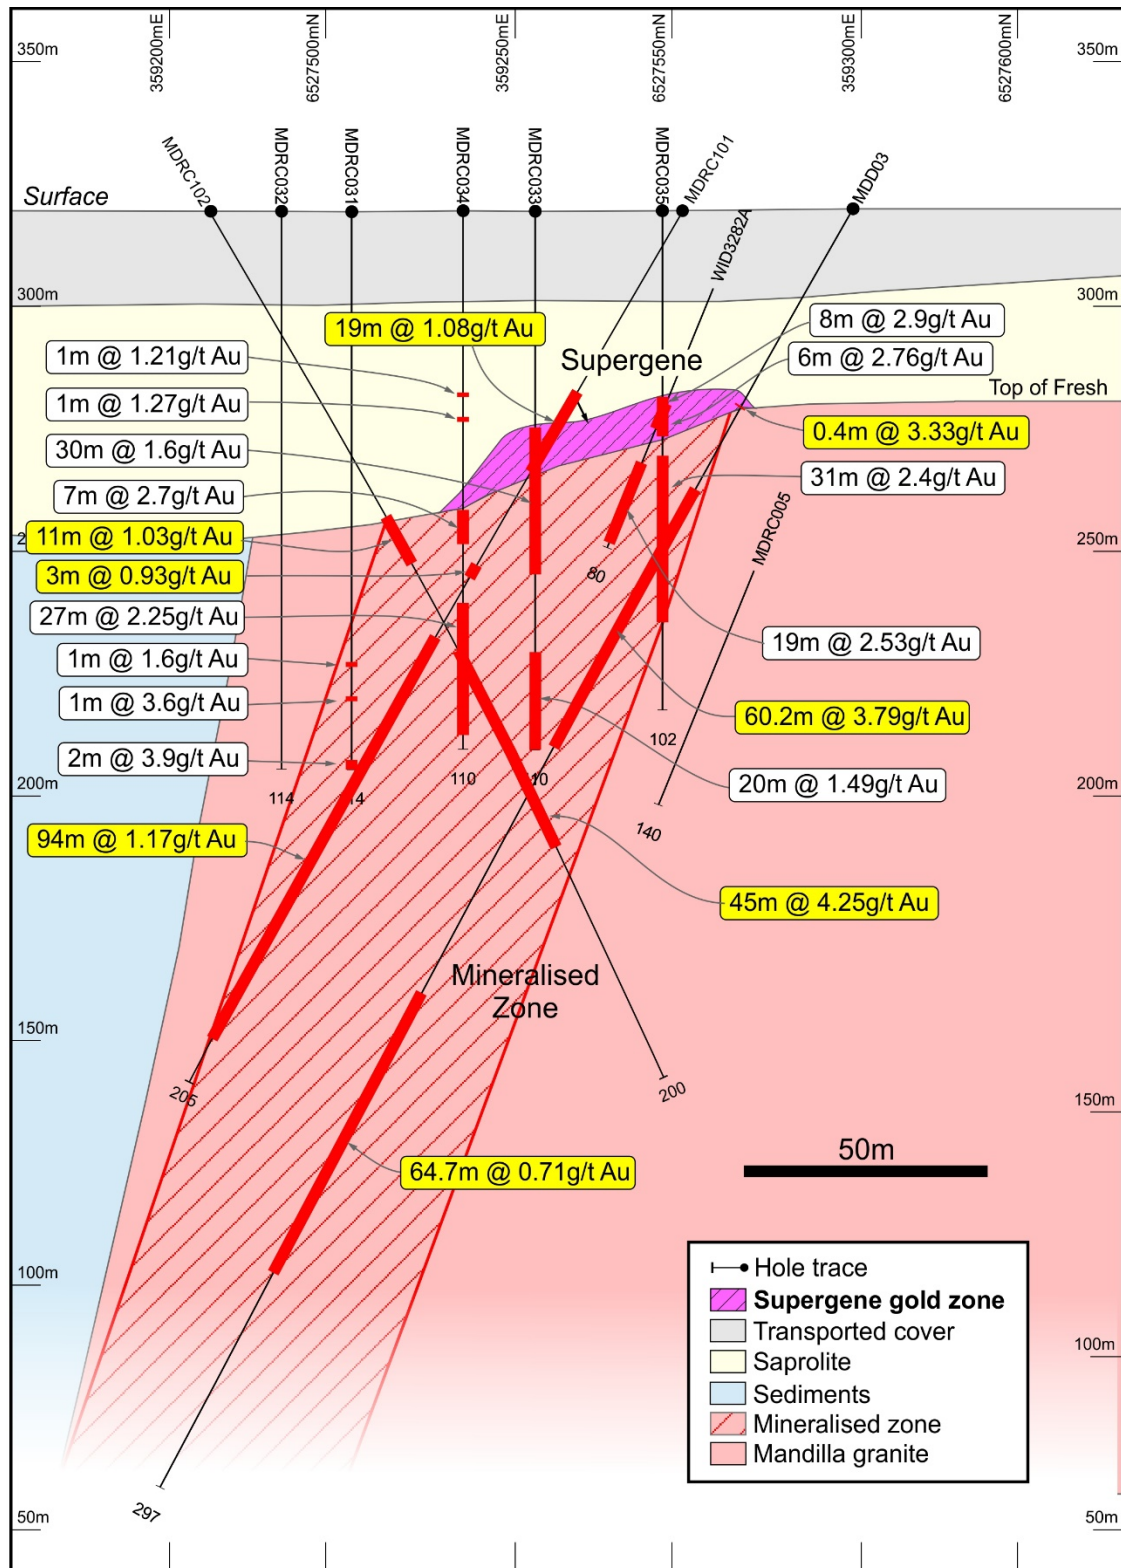 359200mE
6527500mN
359250mE
6527550mN
359300mE
6527600mN
350m
350m
MDRC102
MDRC032
MDRC031
MDRC034
MDRC033
MDRC035
MDRC101
WID3282A
MDD03
Surface
300m
300m
19m @ 1.08g/t Au
8m @ 2.9g/t Au
1m @ 1.21g/t Au
Supergene
6m @ 2.76g/t Au
Top of Fresh
1m @ 1.27g/t Au
0.4m @ 3.33g/t Au
30m @ 1.6g/t Au
31m @ 2.4g/t Au
7m @ 2.7g/t Au
MDRC005
11m @ 1.03g/t Au
250m
3m @ 0.93g/t Au
80
27m @ 2.25g/t Au
19m @ 2.53g/t Au
1m @ 1.6g/t Au
1m @ 3.6g/t Au
60.2m @ 3.79g/t Au
102
2m @ 3.9g/t Au
110
20m @ 1.49g/t Au
114
200m
200m
140
94m @ 1.17g/t Au
45m @ 4.25g/t Au
Mineralised
Zone
150m
205
200
150m
50m
64.7m @ 0.71g/t Au
Hole trace
Supergene gold zone
Transported cover
Saprolite
Sediments
Mineralised zone
Mandilla granite
100m
100m
297
50m
50m